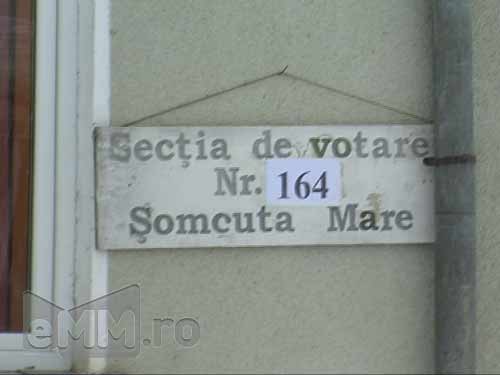 Secția de votare
Nr. 164
Șomcuta Mare
eMM.ro